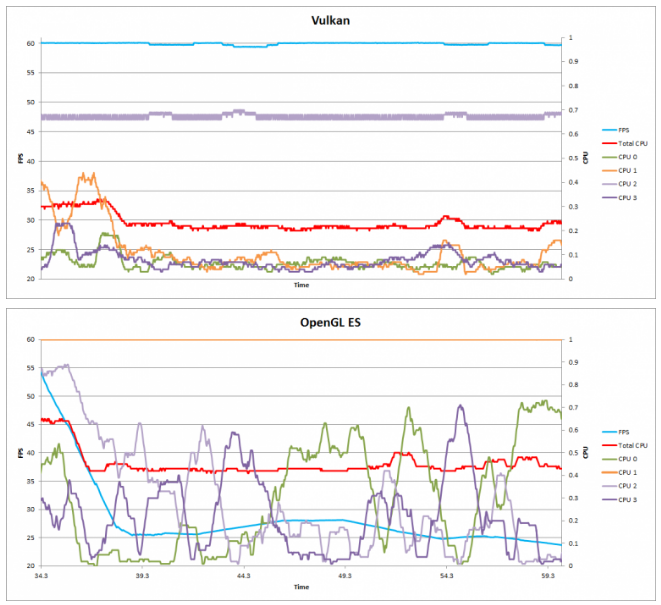 Vulkan
60
55
50
45
40
35
30
25
20
FPS
1
0.9
0.8
0.7
0.6
0.5
0.4
0.3
0.2
0.1
0
CPU
Time
FPS
Total CPU
CPU 0
CPU 1
CPU 2
CPU 3
OpenGL ES
60
55
50
45
40
35
30
25
20
FPS
1
0.9
0.8
0.7
0.6
0.5
0.4
0.3
0.2
0.1
0
CPU
34.3 39.3 44.3 49.3 54.3 59.3
Time
FPS
Total CPU
CPU 0
CPU 1
CPU 2
CPU 3